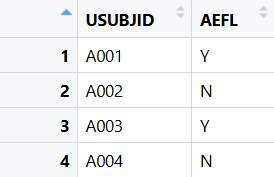 USUBJID AEFL
1 A001 Y
2 A002 N
3 A003 Y
4 A004 N